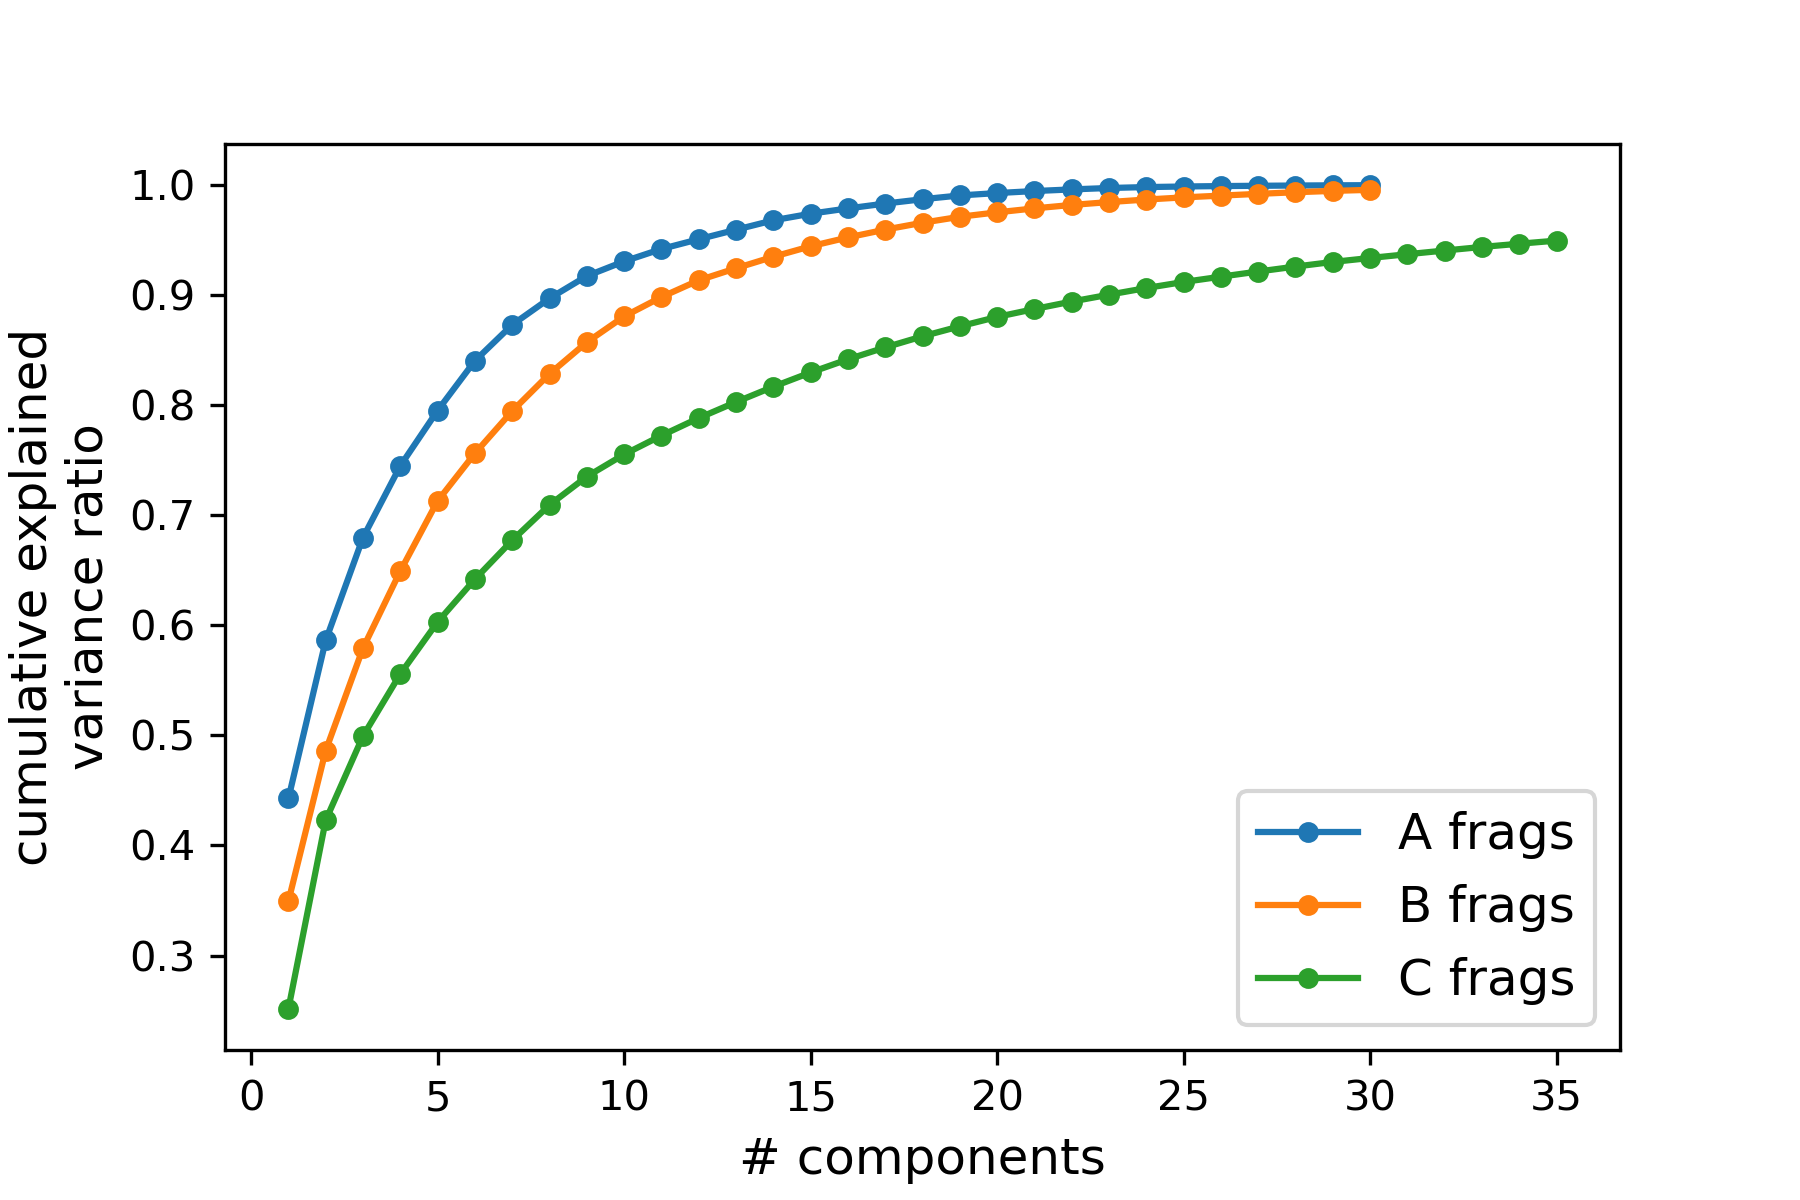 cumulative explained
variance ratio
1.0
0.9
0.8
0.7
0.6
0.5
0.4
0.3
A frags
B frags
C frags
0 5 10 15 20 25 30 35
# components